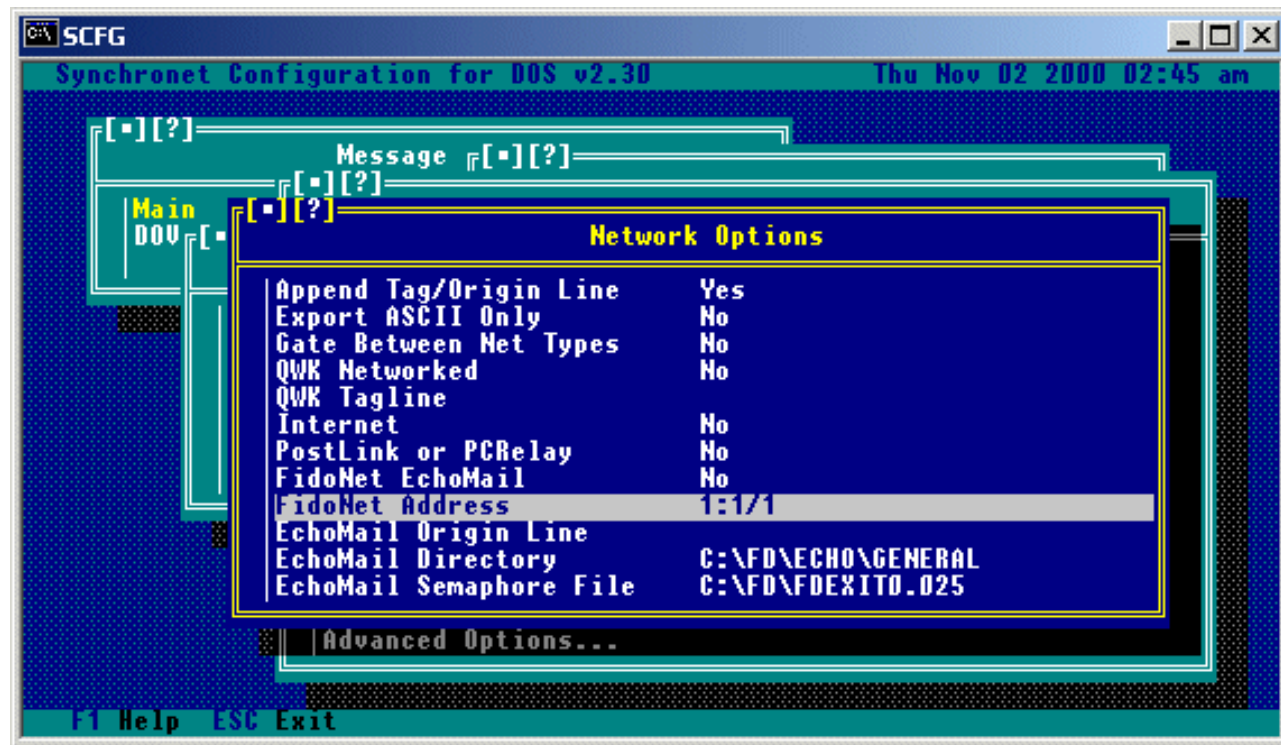 SCFG
Synchronet Configuration for DOS v2.30 Thu Nov 02 2000 02:45 am
[▪][?]
Message [▪][?]
[▪][?]
Main [▪][?]
DOV [▪
Network Options
Append Tag/Origin Line Yes
Export ASCII Only No
Gate Between Net Types No
QWK Networked No
QWK Tagline
Internet No
PostLink or PCRelay No
FidoNet EchoMail No
FidoNet Address 1:1/1
EchoMail Origin Line
EchoMail Directory C:\FD\ECHO\GENERAL
EchoMail Semaphore File C:\FD\FDEXIT0.025
Advanced Options...
F1 Help ESC Exit